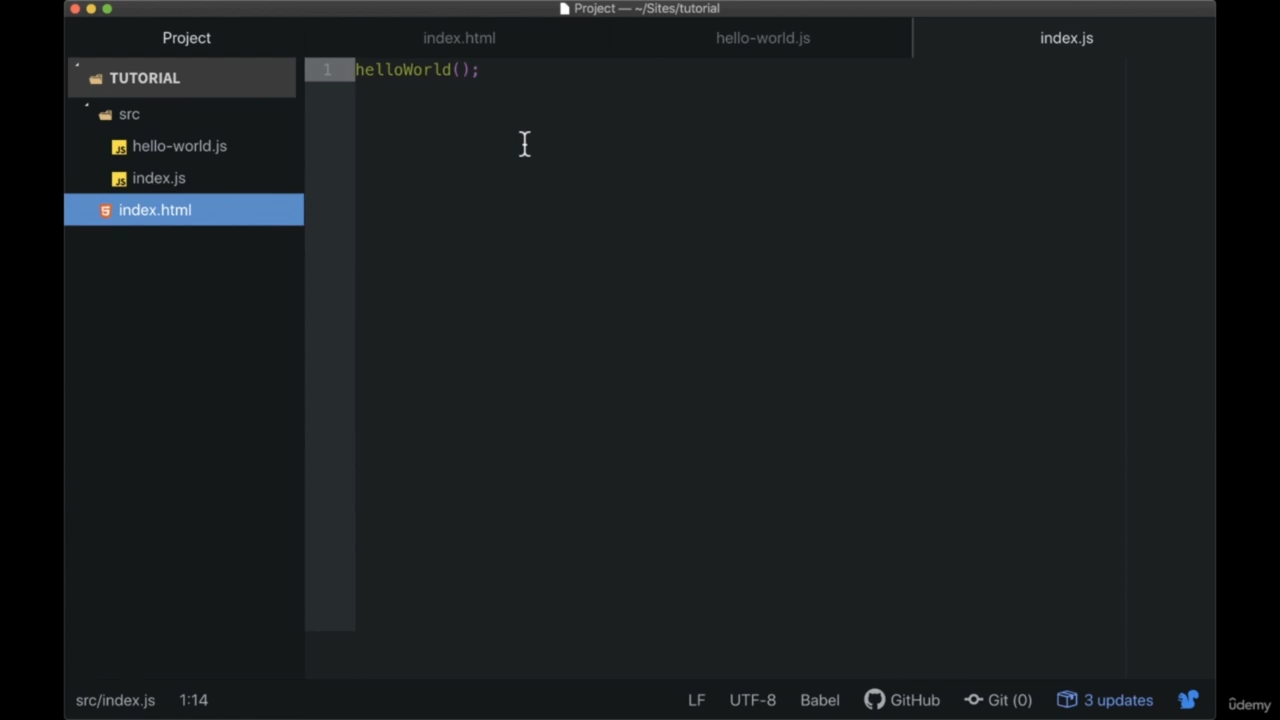 Project — ~/Sites/tutorial
Project
index.html
hello-world.js
index.js
TUTORIAL
src
hello-world.js
index.js
index.html
1 helloWorld();
src/index.js 1:14 LF UTF-8 Babel GitHub Git (0) 3 updates
ûdemy